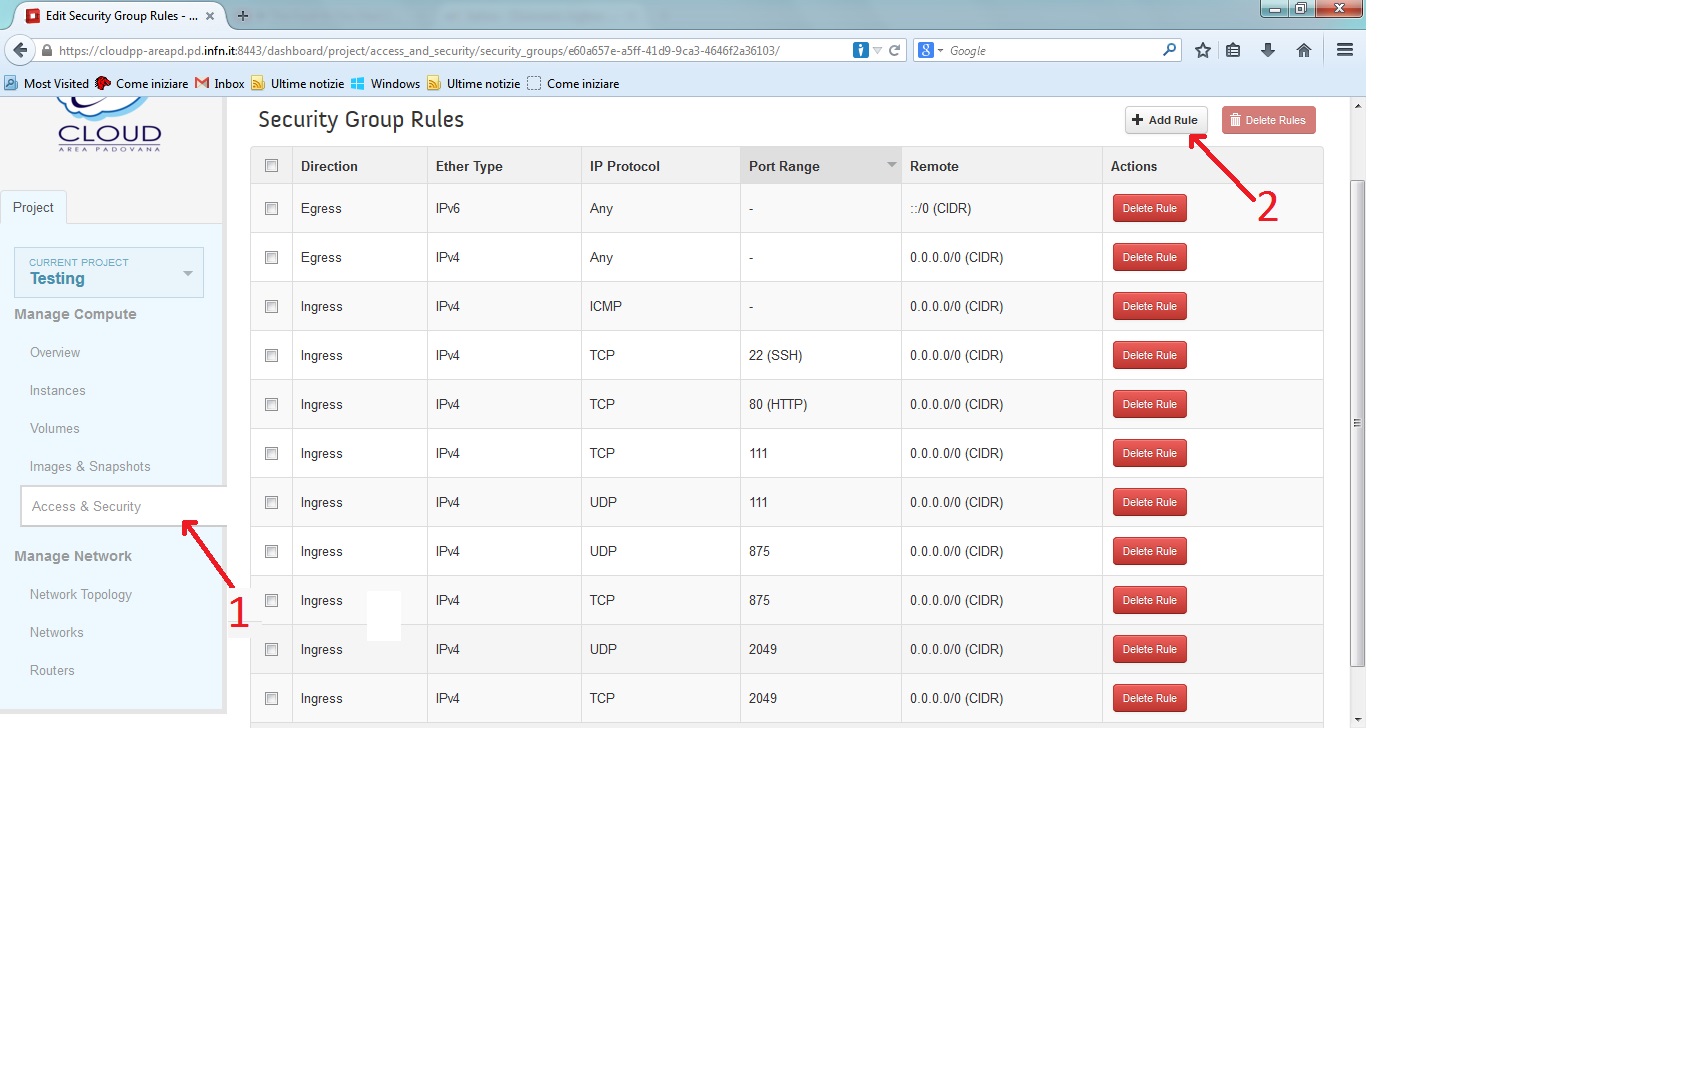 Edit Security Group Rules - ...
https://cloudpp-areapd.pd.infn.it:8443/dashboard/project/access_and_security/security_groups/e60a657e-a5ff-41d9-9ca3-4646f2a36103/
Google
Most Visited Come iniziare Inbox Ultime notizie Windows Ultime notizie Come iniziare
CLOUD
AREA PADOVANA
Project
CURRENT PROJECT
Testing
Manage Compute
Overview
Instances
Volumes
Images & Snapshots
Access & Security
1
Manage Network
Network Topology
Networks
Routers
Security Group Rules
Add Rule Delete Rules
2
Direction Ether Type IP Protocol Port Range Remote Actions
Egress IPv6 Any - ::/0 (CIDR) Delete Rule
Egress IPv4 Any - 0.0.0.0/0 (CIDR) Delete Rule
Ingress IPv4 ICMP - 0.0.0.0/0 (CIDR) Delete Rule
Ingress IPv4 TCP 22 (SSH) 0.0.0.0/0 (CIDR) Delete Rule
Ingress IPv4 TCP 80 (HTTP) 0.0.0.0/0 (CIDR) Delete Rule
Ingress IPv4 TCP 111 0.0.0.0/0 (CIDR) Delete Rule
Ingress IPv4 UDP 111 0.0.0.0/0 (CIDR) Delete Rule
Ingress IPv4 UDP 875 0.0.0.0/0 (CIDR) Delete Rule
Ingress IPv4 TCP 875 0.0.0.0/0 (CIDR) Delete Rule
Ingress IPv4 UDP 2049 0.0.0.0/0 (CIDR) Delete Rule
Ingress IPv4 TCP 2049 0.0.0.0/0 (CIDR) Delete Rule